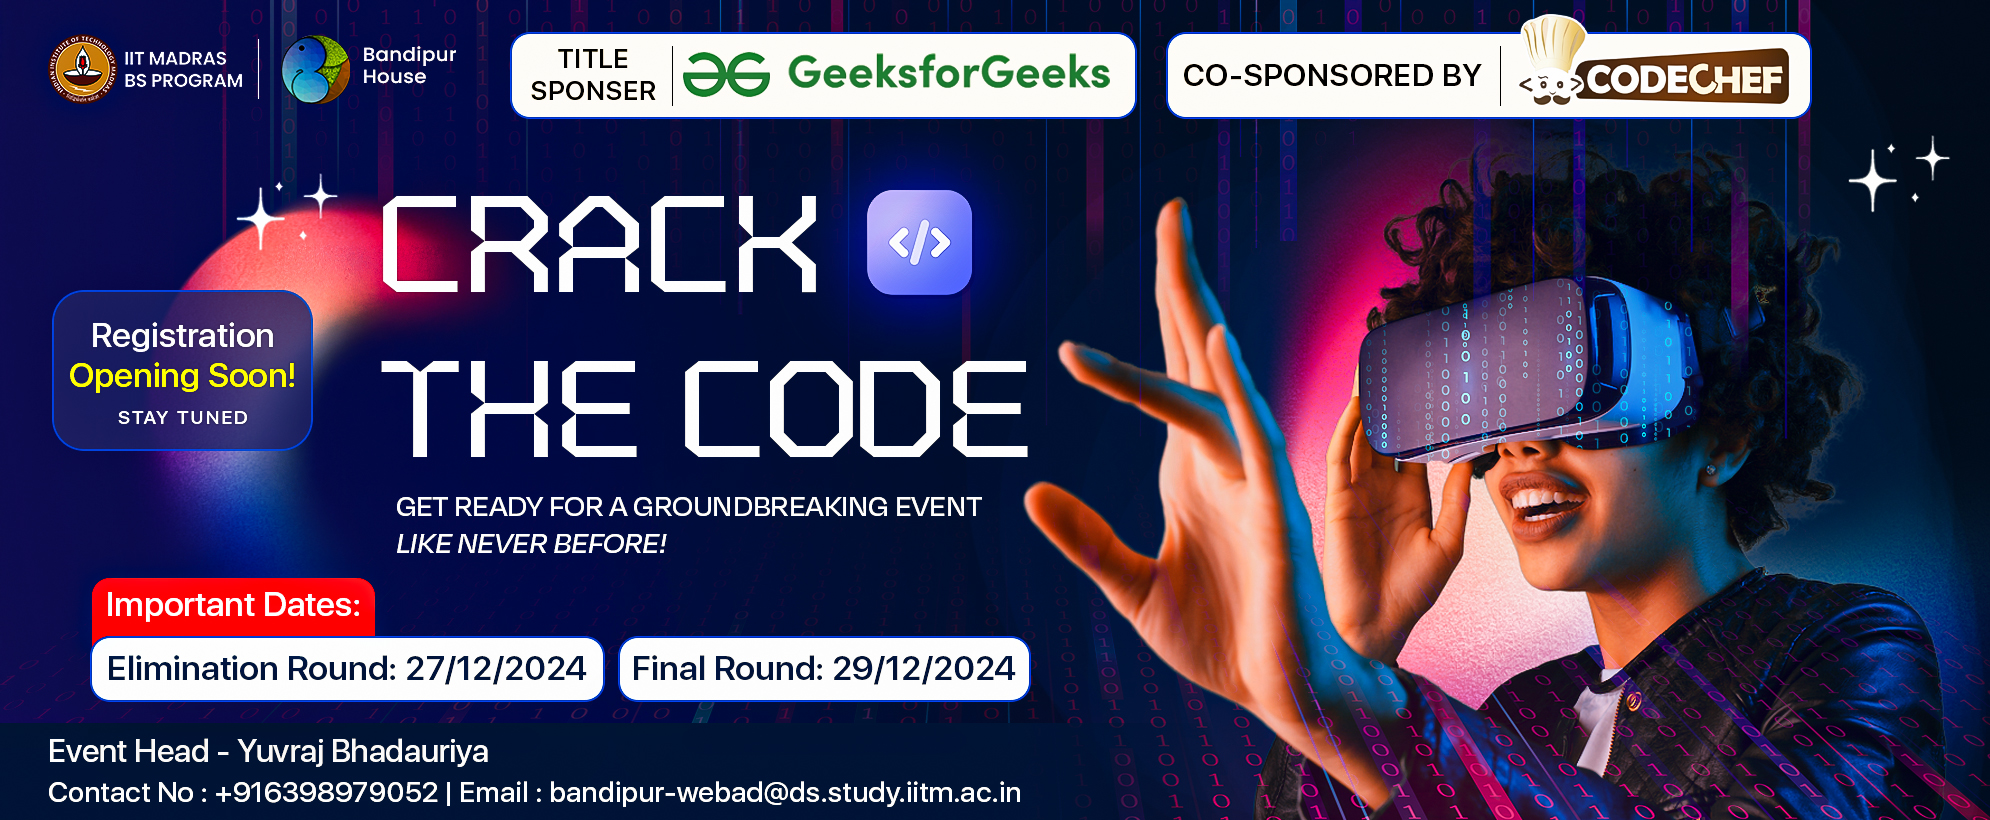 IIT MADRAS
BS PROGRAM
Bandipur
House
TITLE
SPONSER
GeeksforGeeks
CO-SPONSORED BY
CODECHEF
CRACK
</>
THE CODE
Registration
Opening Soon!
STAY TUNED
GET READY FOR A GROUNDBREAKING EVENT
LIKE NEVER BEFORE!
Important Dates:
Elimination Round: 27/12/2024
Final Round: 29/12/2024
Event Head - Yuvraj Bhadauriya
Contact No : +916398979052 | Email : bandipur-webad@ds.study.iitm.ac.in